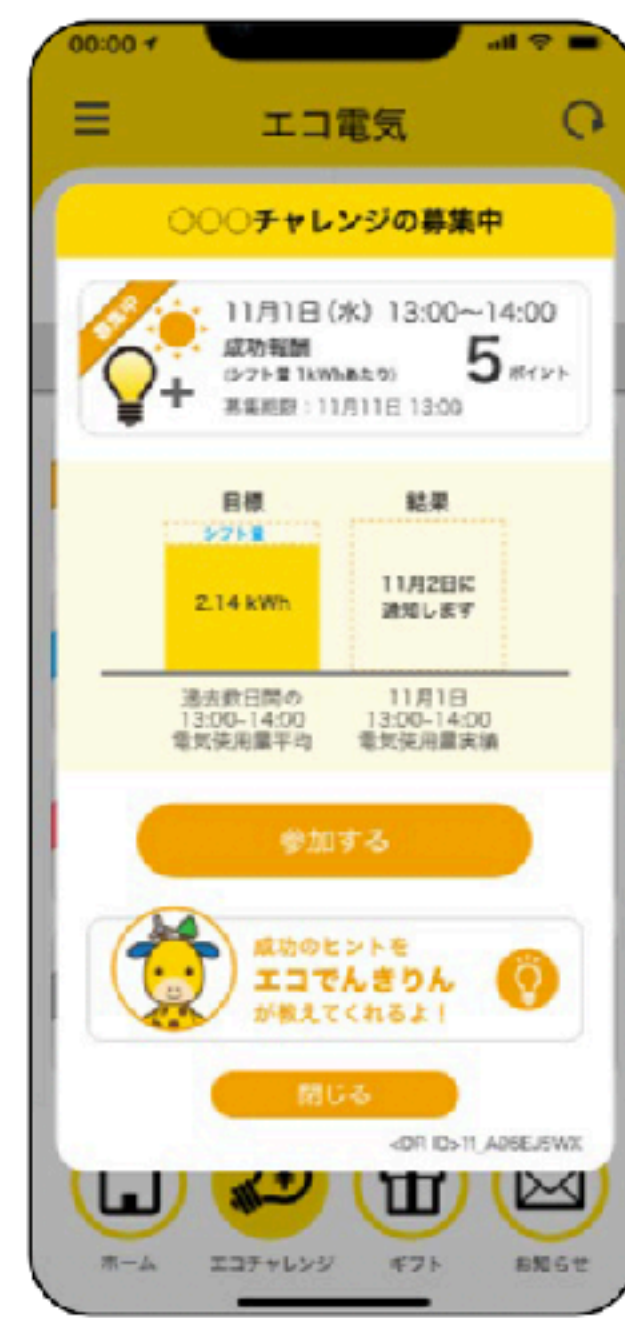 00:00
エコ電気
○○○チャレンジの募集中
募集中
11月1日(水) 13:00~14:00
成功報酬
(シフト量 1kWhあたり)
5 ポイント
募集期限:11月11日 13:00
目標
結果
シフト量
2.14 kWh
11月2日に
通知します
過去数日間の
13:00-14:00
電気使用量平均
11月1日
13:00-14:00
電気使用量実績
参加する
成功のヒントを
エコでんきりん
が教えてくれるよ!
閉じる
ホーム
エコチャレンジ
ギフト
お知らせ